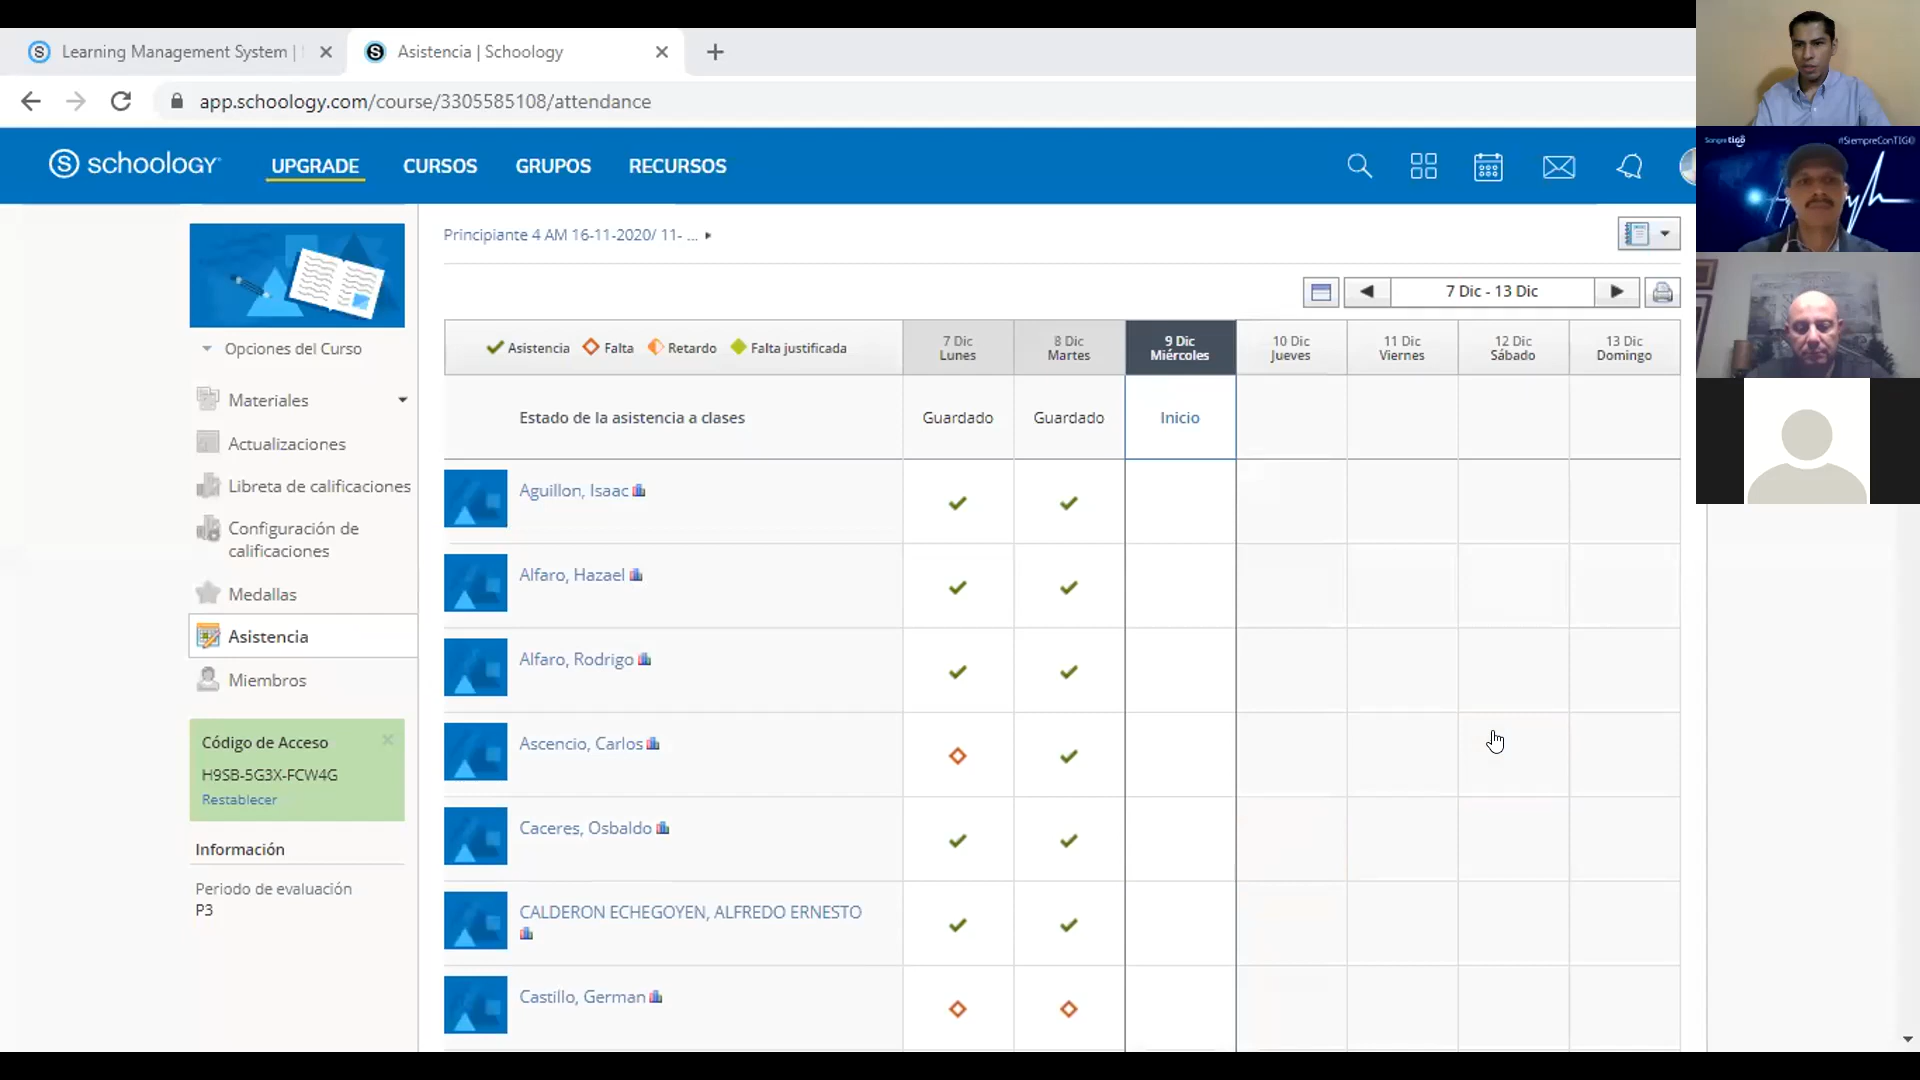 Learning Management System |
Asistencia | Schoology
app.schoology.com/course/3305585108/attendance
schoology
UPGRADE
CURSOS
GRUPOS
RECURSOS
tigo
#SiempreConTIGO
Principiante 4 AM 16-11-2020/ 11- ...
7 Dic - 13 Dic
Opciones del Curso
Materiales
Actualizaciones
Libreta de calificaciones
Configuración de
calificaciones
Medallas
Asistencia
Miembros
Código de Acceso
H9SB-5G3X-FCW4G
Restablecer
Información
Periodo de evaluación
P3
Asistencia Falta Retardo Falta justificada
7 Dic
Lunes
8 Dic
Martes
9 Dic
Miércoles
10 Dic
Jueves
11 Dic
Viernes
12 Dic
Sábado
13 Dic
Domingo
Estado de la asistencia a clases Guardado Guardado Inicio
Aguillon, Isaac
Alfaro, Hazael
Alfaro, Rodrigo
Ascencio, Carlos
Caceres, Osbaldo
CALDERON ECHEGOYEN, ALFREDO ERNESTO
Castillo, German